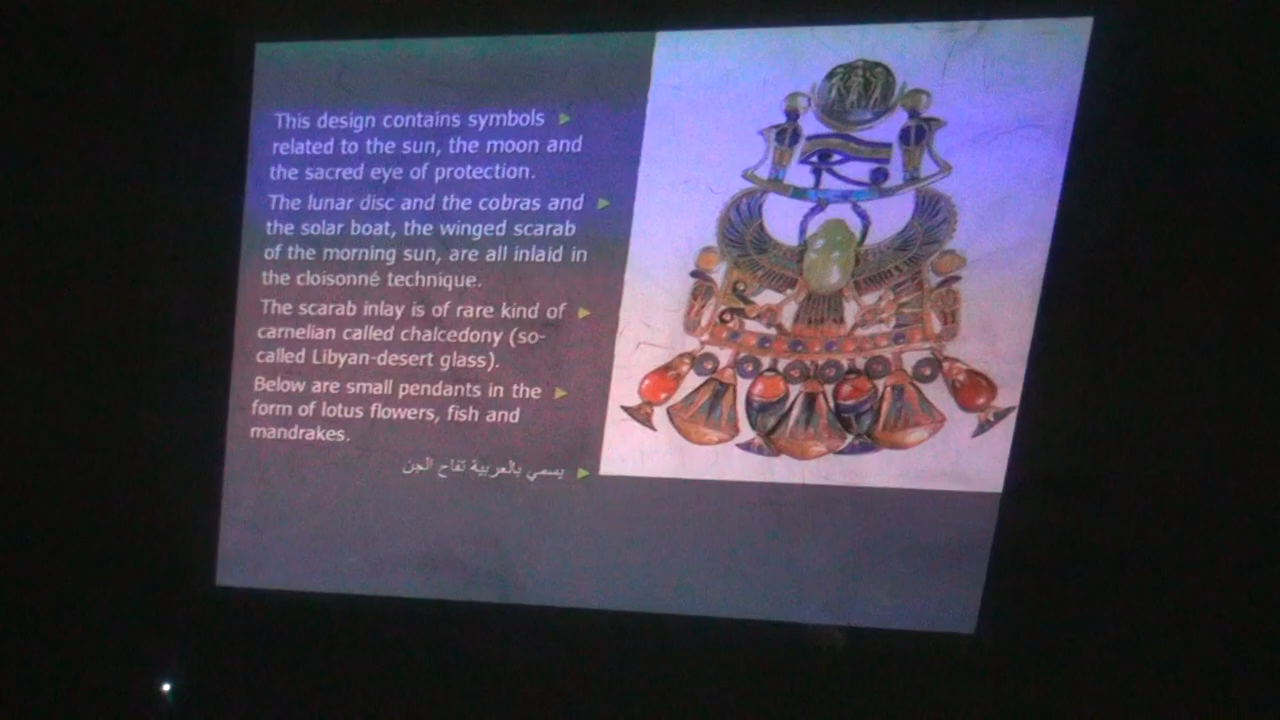 This design contains symbols
related to the sun, the moon and
the sacred eye of protection.
The lunar disc and the cobras and
the solar boat, the winged scarab
of the morning sun, are all inlaid in
the cloisonné technique.
The scarab inlay is of rare kind of
carnelian called chalcedony (so-
called Libyan-desert glass).
Below are small pendants in the
form of lotus flowers, fish and
mandrakes.
يسمي بالعربية تفاح الجن